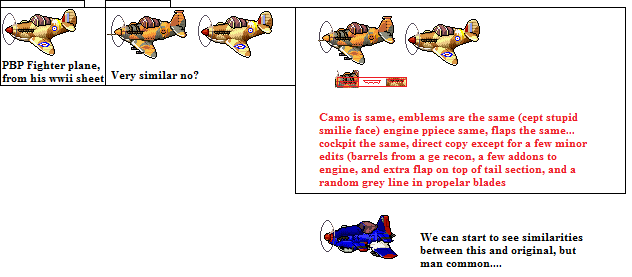 PBP Fighter plane,
from his wwii sheet
Very similar no?
Camo is same, emblems are the same (cept stupid
smilie face) engine ppiece same, flaps the same...
cockpit the same, direct copy except for a few minor
edits (barrels from a ge recon, a few addons to
engine, and extra flap on top of tail section, and a
random grey line in propelar blades
We can start to see similarities
between this and original, but
man common....